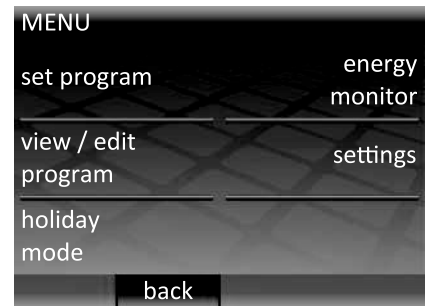 MENU
set program
energy
monitor
view / edit
program
settings
holiday
mode
back